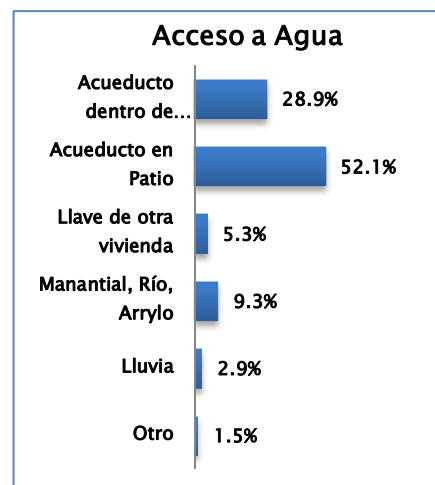 Acceso a Agua
Acueducto
dentro de...
28.9%
Acueducto en
Patio
52.1%
Llave de otra
vivienda
5.3%
Manantial, Río,
Arrylo
9.3%
Lluvia
2.9%
Otro
1.5%